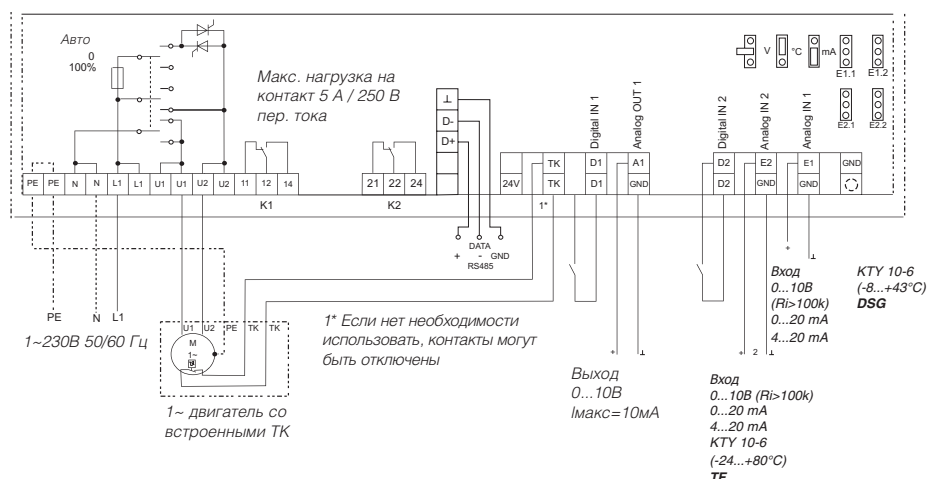 Авто
0
100%
Макс. нагрузка на
контакт 5 А / 250 В
пер. тока
⊥
D-
D+
Digital IN 1
Analog OUT 1
Digital IN 2
Analog IN 2
Analog IN 1
V
°C
mA
E1.1
E1.2
E2.1
E2.2
PE PE N N L1 L1 U1 U1 U2 U2 11 12 14
21 22 24
K1
K2
TK D1 A1 D2 E2 E1 GND
24V TK D1 GND D2 GND GND
1*
DATA
+ - GND
RS485
PE N L1
1~230В 50/60 Гц
U1 U2 PE TK TK
M
1~
1~ двигатель со
встроенными ТК
1* Если нет необходимости
использовать, контакты могут
быть отключены
+ ⊥
Выход
0...10В
Iмакс=10мА
+ 2 ⊥
Вход
0...10В (Ri>100k)
0...20 mA
4...20 mA
KTY 10-6
(-24...+80°C)
TF
+ ⊥
Вход
0...10В
(Ri>100k)
0...20 mA
4...20 mA
KTY 10-6
(-8...+43°C)
DSG